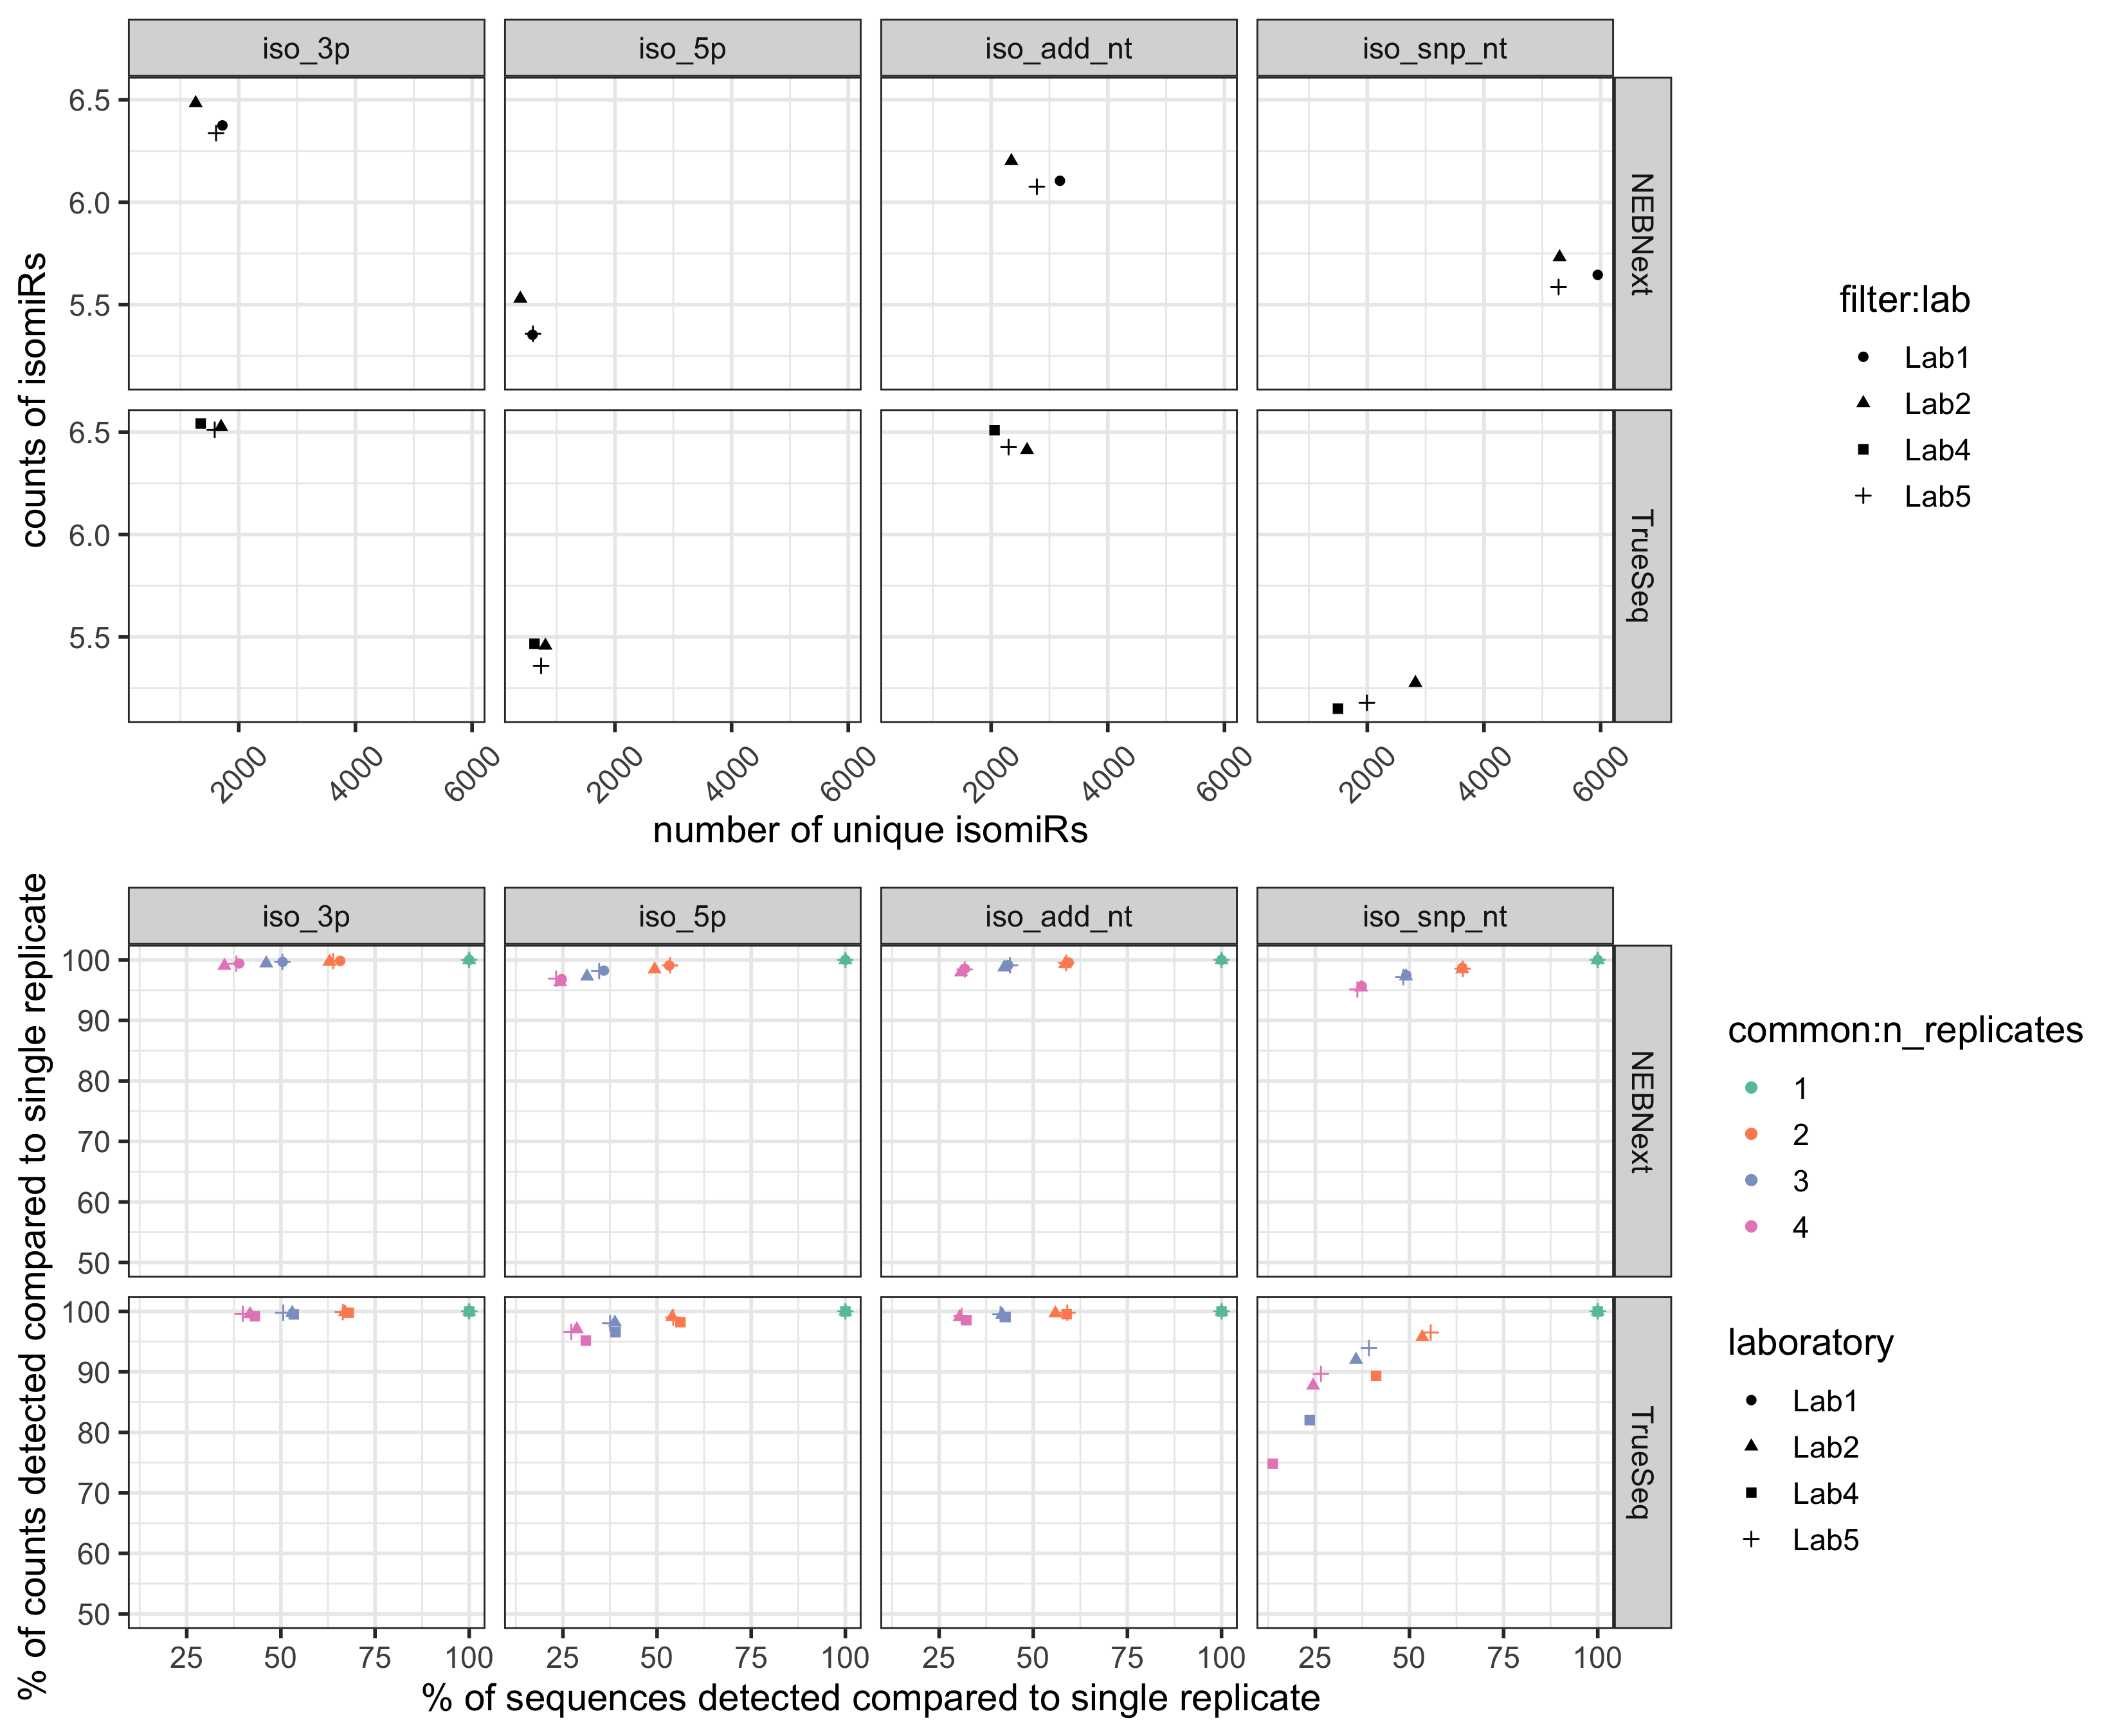 iso_3p iso_5p iso_add_nt iso_snp_nt
counts of isomiRs
6.5
6.0
5.5
NEBNext
6.5
6.0
5.5
TrueSeq
2000 4000 6000 2000 4000 6000 2000 4000 6000 2000 4000 6000
number of unique isomiRs
filter:lab
Lab1
Lab2
Lab4
Lab5
iso_3p iso_5p iso_add_nt iso_snp_nt
% of counts detected compared to single replicate
100
90
80
70
60
50
NEBNext
100
90
80
70
60
50
TrueSeq
25 50 75 100 25 50 75 100 25 50 75 100 25 50 75 100
% of sequences detected compared to single replicate
common:n_replicates
1
2
3
4
laboratory
Lab1
Lab2
Lab4
Lab5